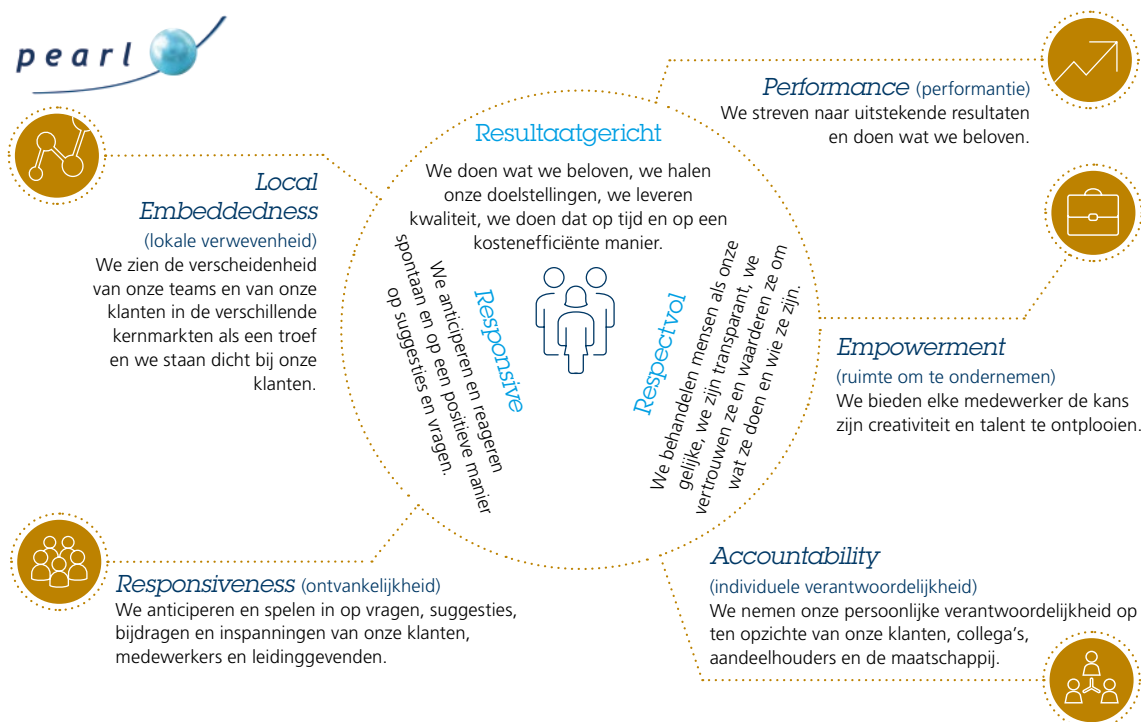 pearl
Performance (performantie)
We streven naar uitstekende resultaten
en doen wat we beloven.
Resultaatgericht
We doen wat we beloven, we halen
onze doelstellingen, we leveren
kwaliteit, we doen dat op tijd en op een
kostenefficiënte manier.
Local
Embeddedness
(lokale verwevenheid)
We zien de verscheidenheid
van onze teams en van onze
klanten in de verschillende
kernmarkten als een troef
en we staan dicht bij onze
klanten.
Responsive
We anticiperen en reageren
spontaan en op een positieve manier
op suggesties en vragen.
Respectvol
We behandelen mensen als onze
gelijke, we zijn transparant, we
vertrouwen ze en waarderen ze om
wat ze doen en wie ze zijn.
Empowerment
(ruimte om te ondernemen)
We bieden elke medewerker de kans
zijn creativiteit en talent te ontplooien.
Responsiveness (ontvankelijkheid)
We anticiperen en spelen in op vragen, suggesties,
bijdragen en inspanningen van onze klanten,
medewerkers en leidinggevenden.
Accountability
(individuele verantwoordelijkheid)
We nemen onze persoonlijke verantwoordelijkheid op
ten opzichte van onze klanten, collega's,
aandeelhouders en de maatschappij.